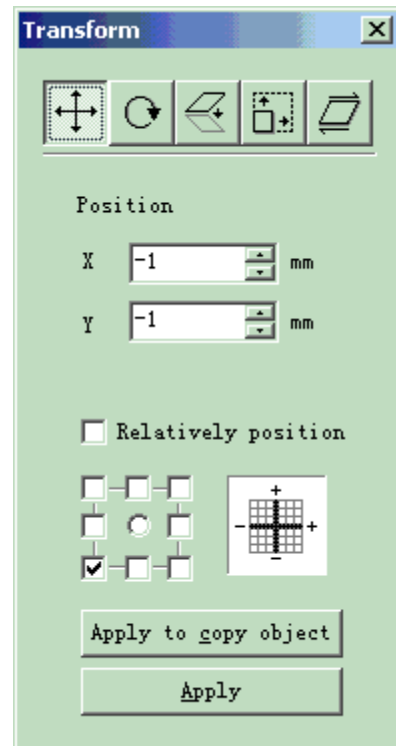 Transform
Position
X -1 mm
Y -1 mm
Relatively position
+
- +
-
Apply to copy object
Apply